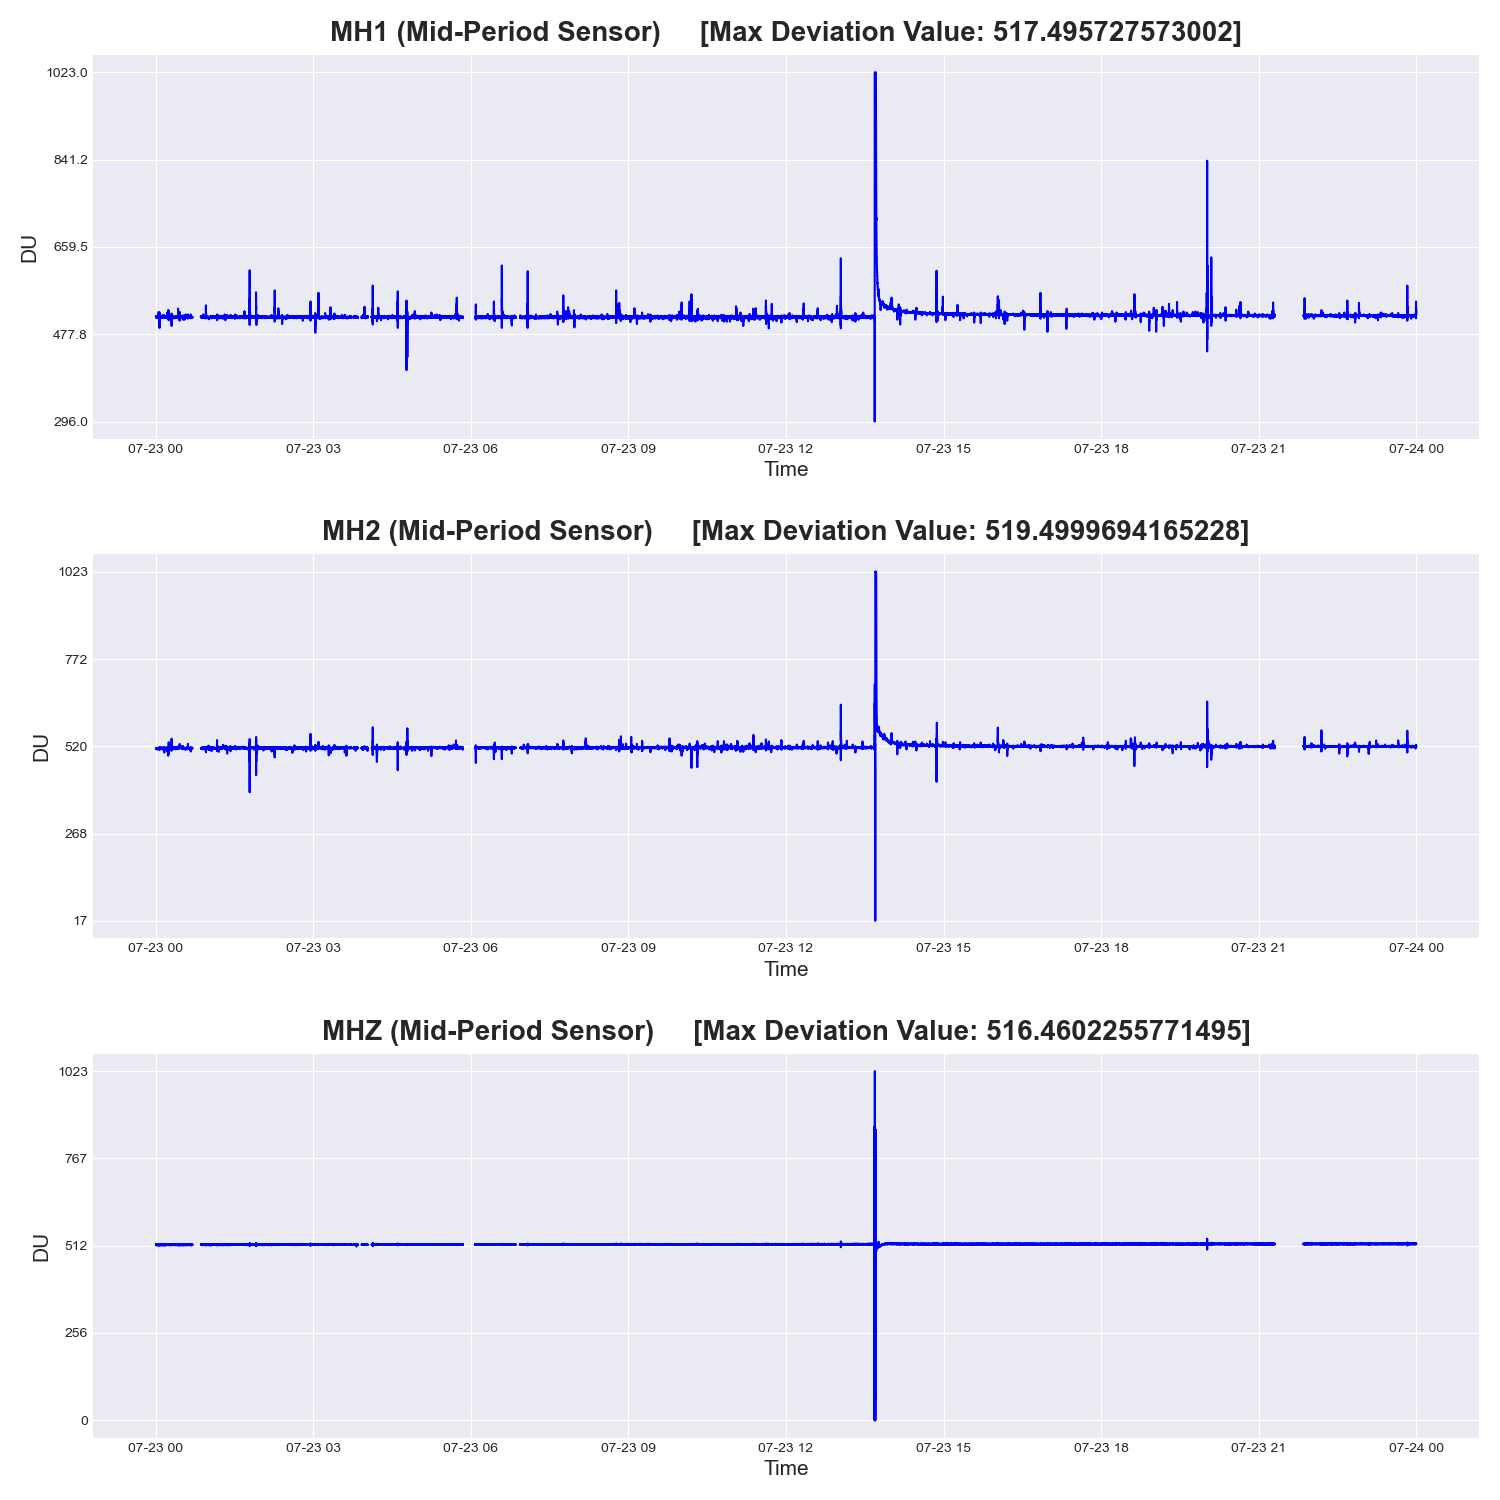 MH1 (Mid-Period Sensor) [Max Deviation Value: 517.495727573002]
1023.0
841.2
659.5
477.8
296.0
DU
07-23 00 07-23 03 07-23 06 07-23 09 07-23 12 07-23 15 07-23 18 07-23 21 07-24 00
Time
MH2 (Mid-Period Sensor) [Max Deviation Value: 519.4999694165228]
1023
772
520
268
17
DU
07-23 00 07-23 03 07-23 06 07-23 09 07-23 12 07-23 15 07-23 18 07-23 21 07-24 00
Time
MHZ (Mid-Period Sensor) [Max Deviation Value: 516.4602255771495]
1023
767
512
256
0
DU
07-23 00 07-23 03 07-23 06 07-23 09 07-23 12 07-23 15 07-23 18 07-23 21 07-24 00
Time